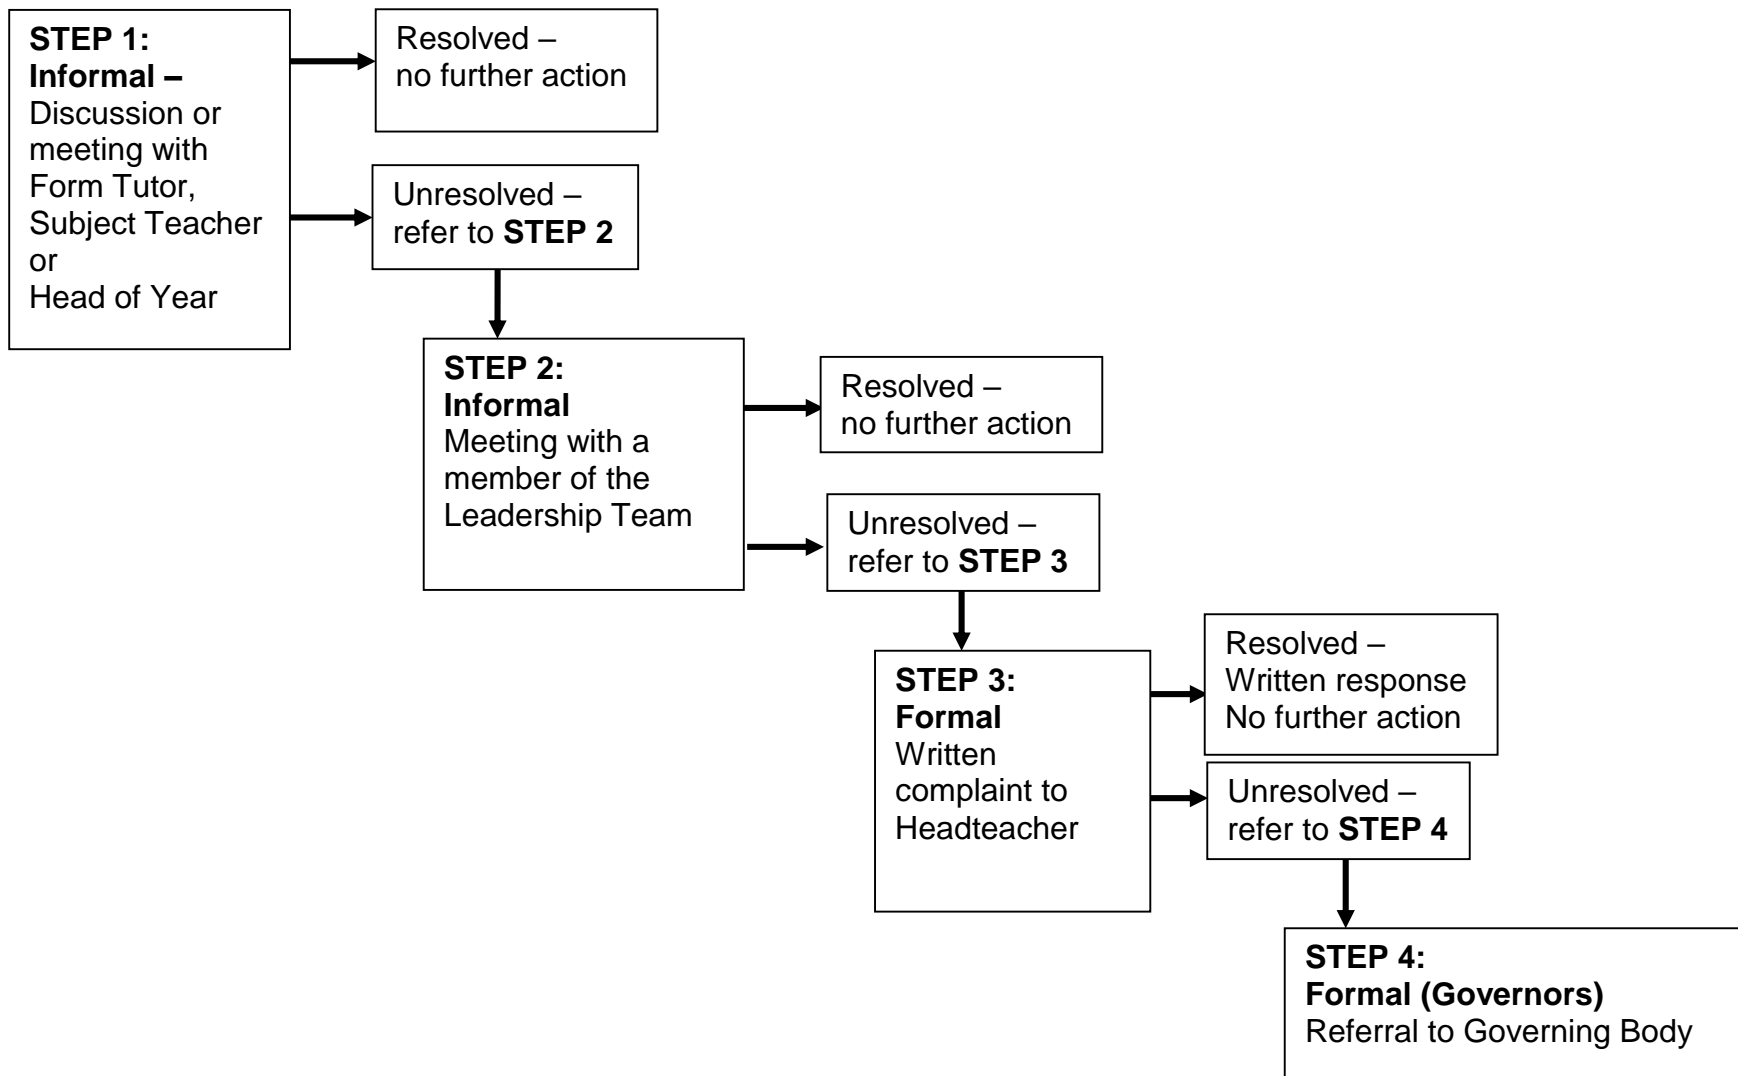 STEP 1:
Informal –
Discussion or
meeting with
Form Tutor,
Subject Teacher
or
Head of Year
Resolved –
no further action
Unresolved –
refer to STEP 2
STEP 2:
Informal
Meeting with a
member of the
Leadership Team
Resolved –
no further action
Unresolved –
refer to STEP 3
STEP 3:
Formal
Written
complaint to
Headteacher
Resolved –
Written response
No further action
Unresolved –
refer to STEP 4
STEP 4:
Formal (Governors)
Referral to Governing Body